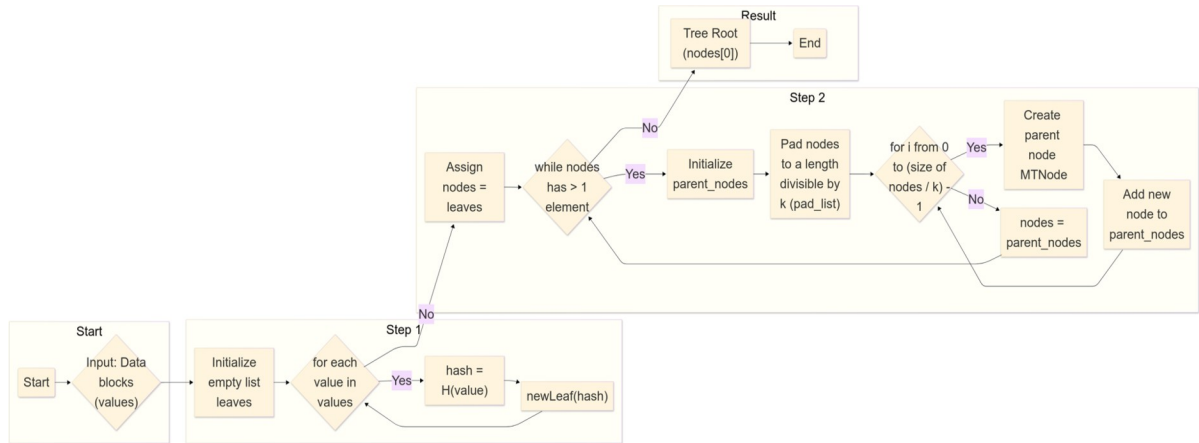 Result
Tree Root
(nodes[0])
End
Step 2
No
Assign
nodes =
leaves
while nodes
has > 1
element
Yes
Initialize
parent_nodes
Pad nodes
to a length
divisible by
k (pad_list)
for i from 0
to (size of
nodes / k) -
1
Yes
Create
parent
node
MTNode
No
nodes =
parent_nodes
Add new
node to
parent_nodes
No
Start
Start
Input: Data
blocks
(values)
Step 1
Initialize
empty list
leaves
for each
value in
values
Yes
hash =
H(value)
newLeaf(hash)